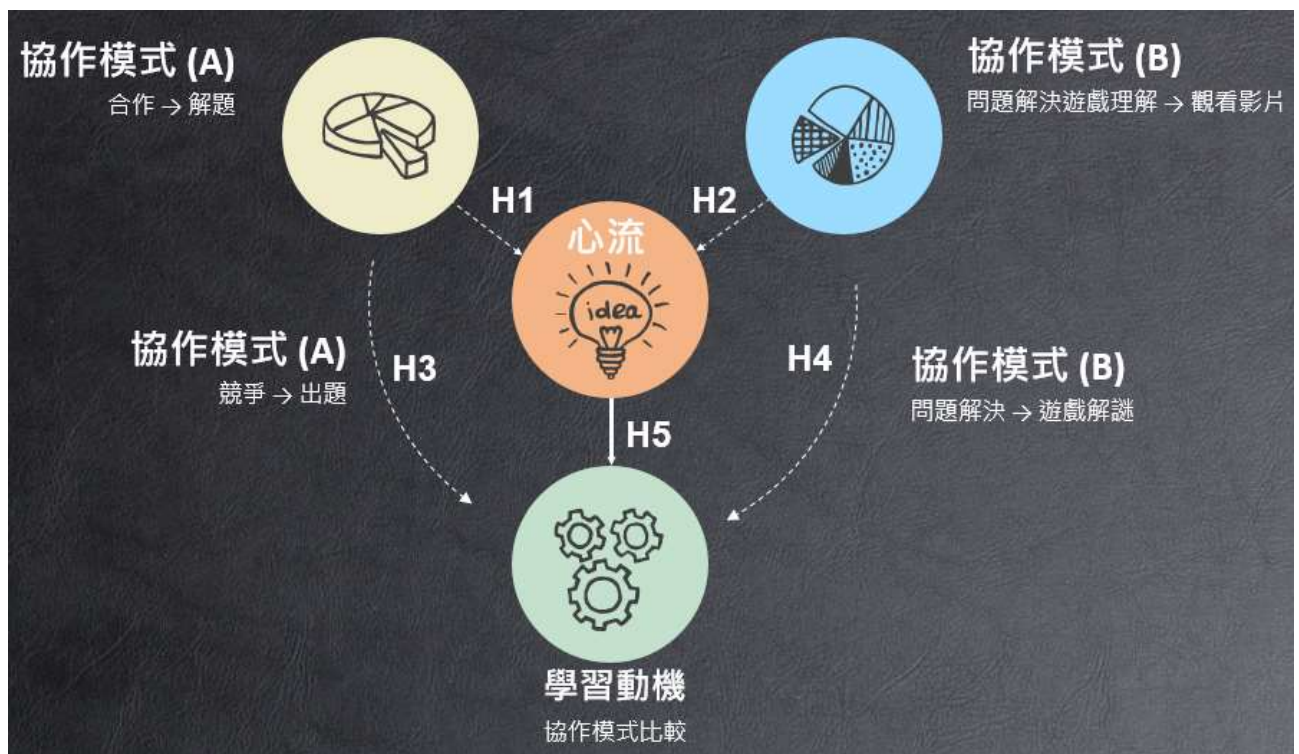 協作模式 (A)
合作 → 解題
協作模式 (B)
問題解決遊戲理解 → 觀看影片
H1
H2
心流
idea
協作模式 (A)
競爭 → 出題
H3
H4
協作模式 (B)
問題解決 → 遊戲解謎
H5
學習動機
協作模式比較